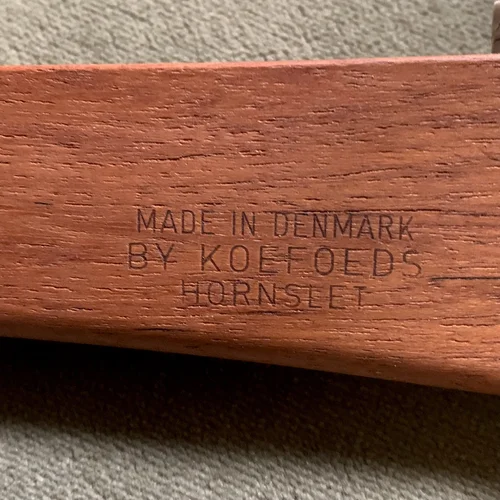 MADE IN DENMARK
BY KOEFOEDS
HORNSLET